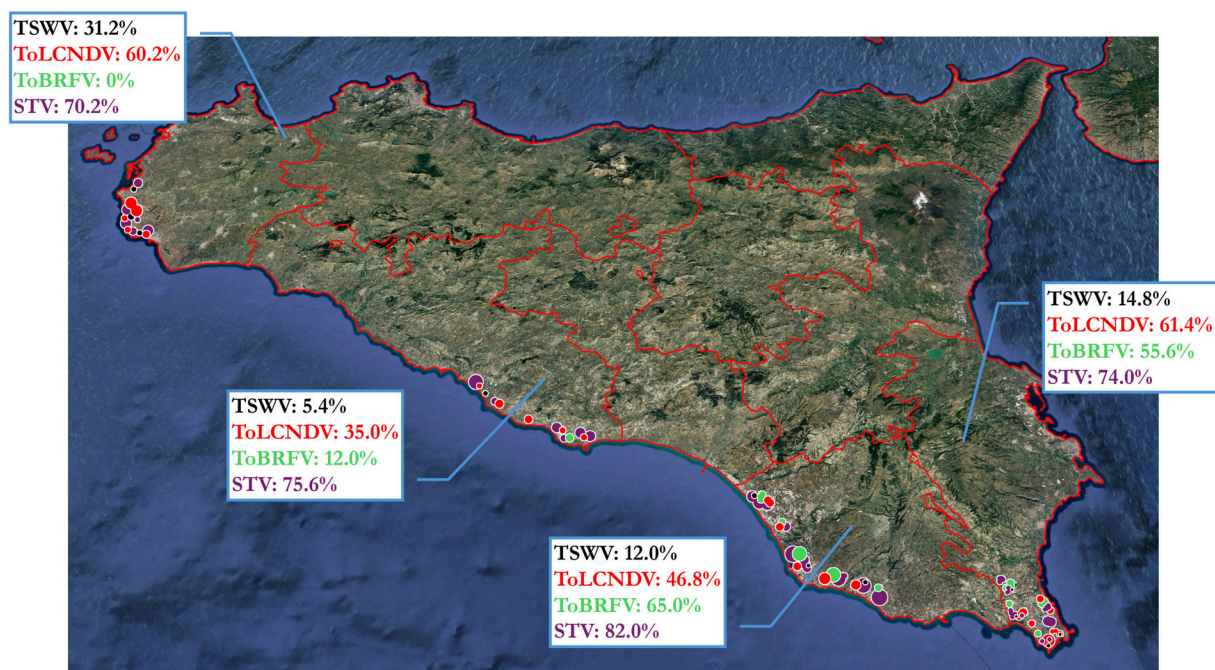 TSWV: 31.2%
ToLCNDV: 60.2%
ToBRFV: 0%
STV: 70.2%
TSWV: 14.8%
ToLCNDV: 61.4%
ToBRFV: 55.6%
STV: 74.0%
TSWV: 5.4%
ToLCNDV: 35.0%
ToBRFV: 12.0%
STV: 75.6%
TSWV: 12.0%
ToLCNDV: 46.8%
ToBRFV: 65.0%
STV: 82.0%